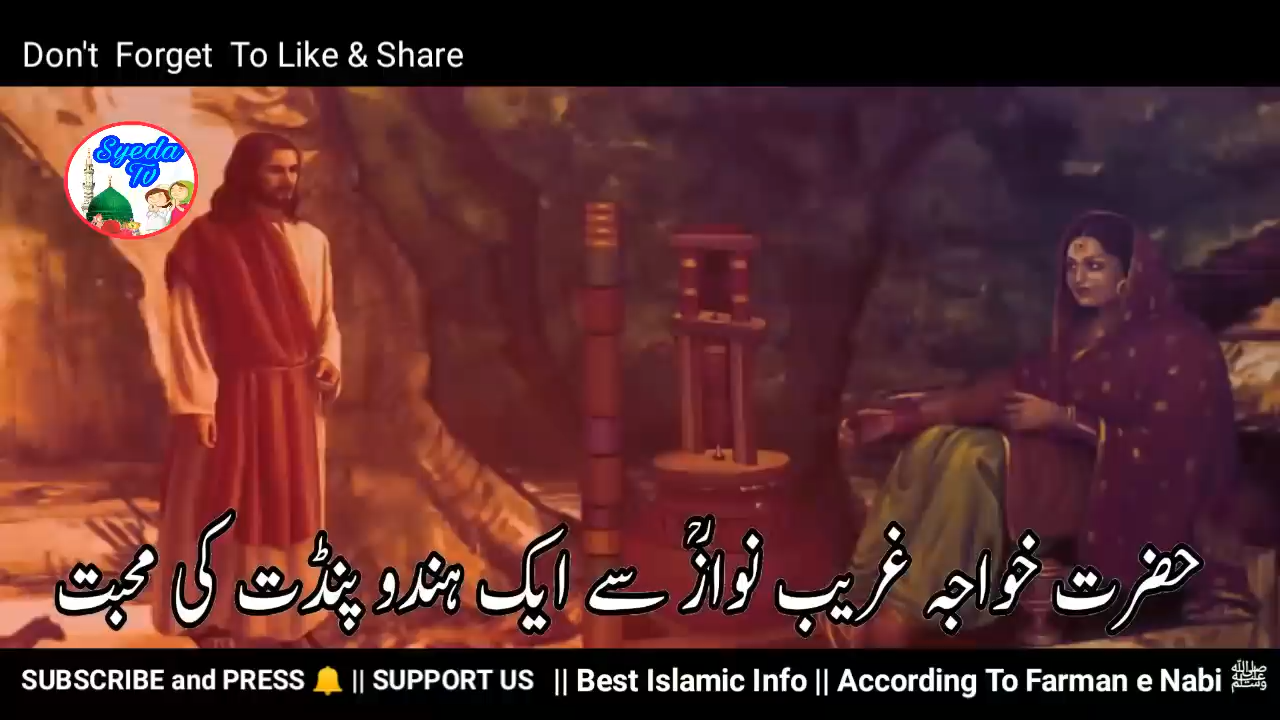 Don't Forget To Like & Share
Syeda
Tv
حضرت خواجہ غریب نوازؒ سے ایک ہندو پنڈت کی محبت
SUBSCRIBE and PRESS 🔔 || SUPPORT US || Best Islamic Info || According To Farman e Nabi ﷺ